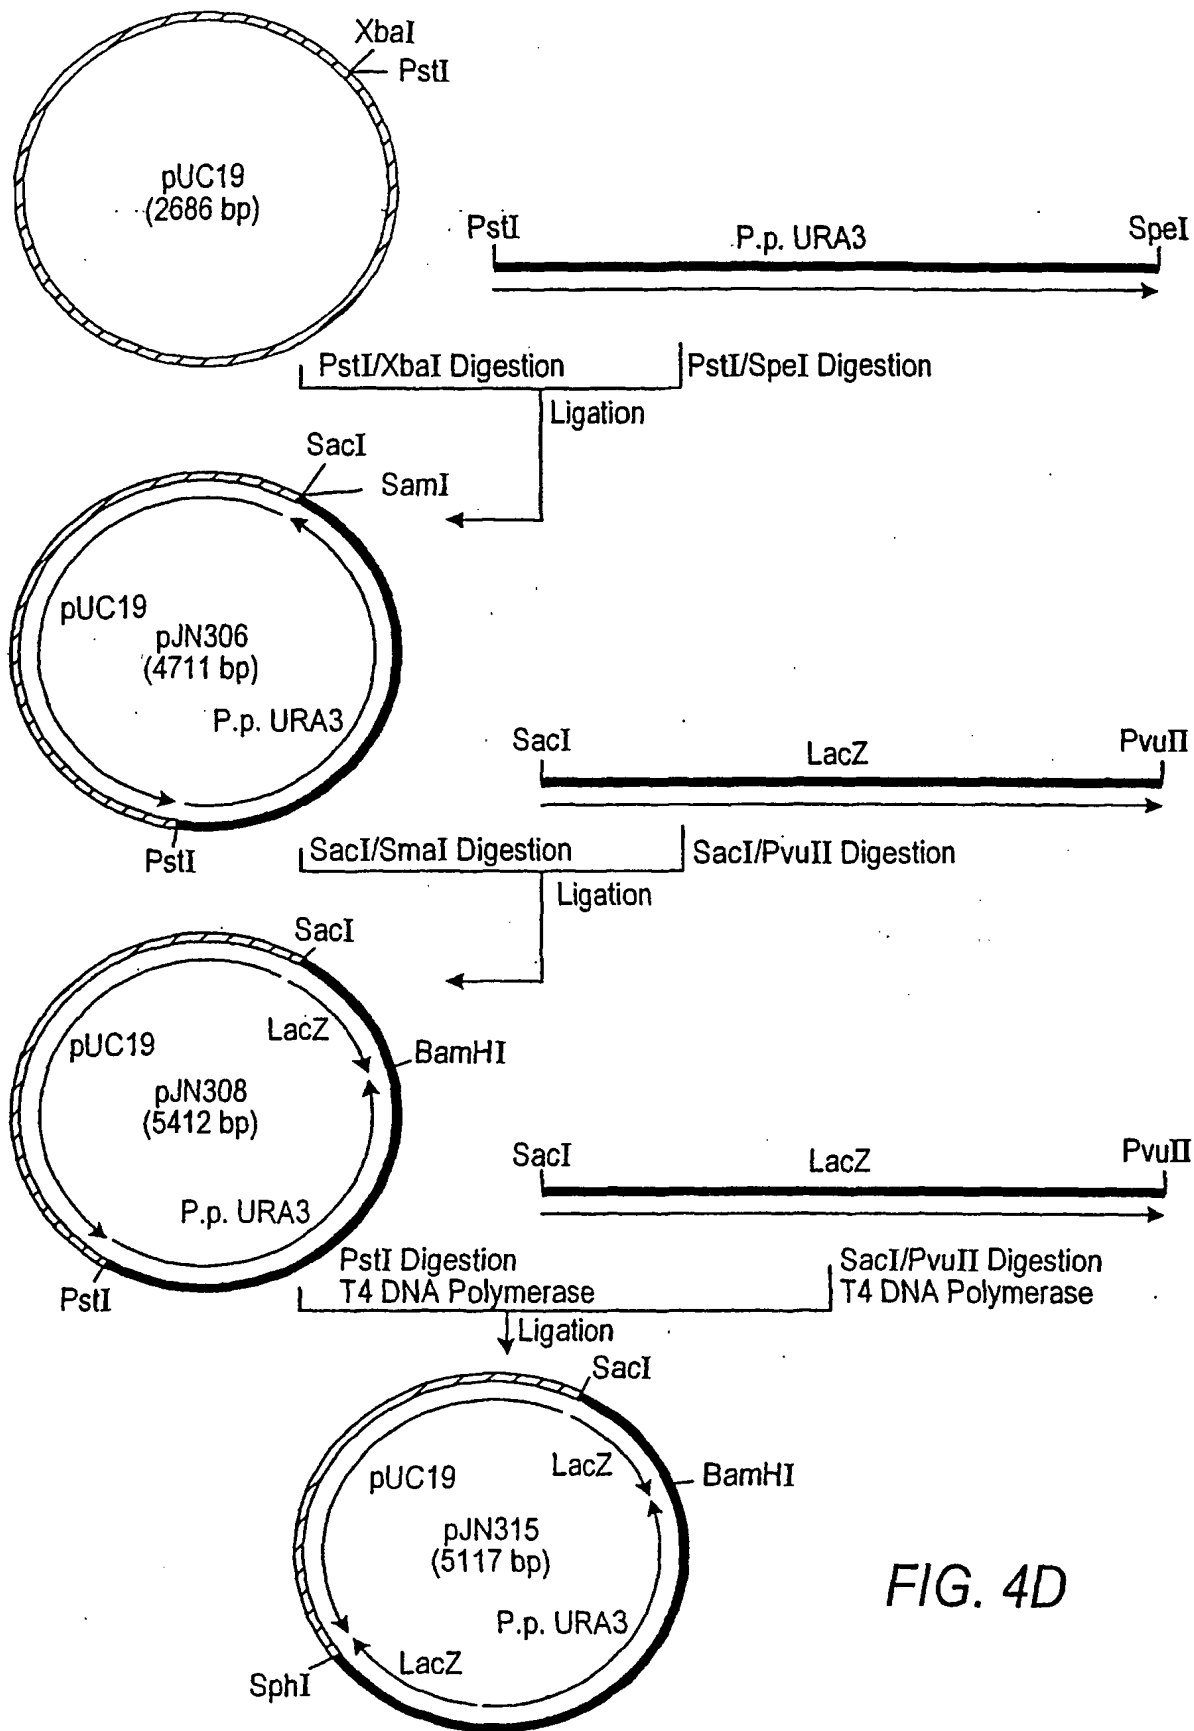 XbaI
PstI
pUC19
(2686 bp)
PstI
P.p. URA3
SpeI
PstI/XbaI Digestion
PstI/SpeI Digestion
Ligation
SacI
SamI
pUC19
pJN306
(4711 bp)
P.p. URA3
PstI
SacI
LacZ
PvuII
SacI/SmaI Digestion
SacI/PvuII Digestion
Ligation
SacI
LacZ
BamHI
pUC19
pJN308
(5412 bp)
P.p. URA3
PstI
SacI
LacZ
PvuII
PstI Digestion
T4 DNA Polymerase
SacI/PvuII Digestion
T4 DNA Polymerase
Ligation
SacI
LacZ
BamHI
pUC19
pJN315
(5117 bp)
P.p. URA3
LacZ
SphI
FIG. 4D